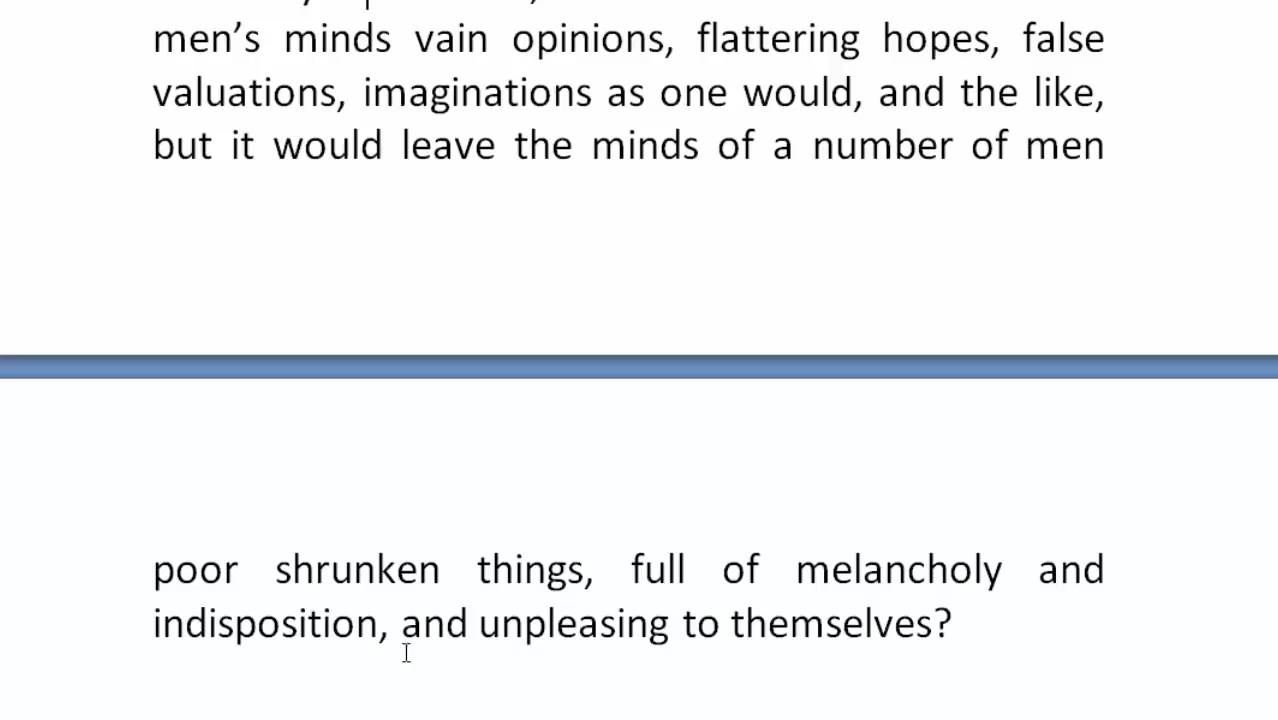 men’s minds vain opinions, flattering hopes, false
valuations, imaginations as one would, and the like,
but it would leave the minds of a number of men
poor shrunken things, full of melancholy and
indisposition, and unpleasing to themselves?